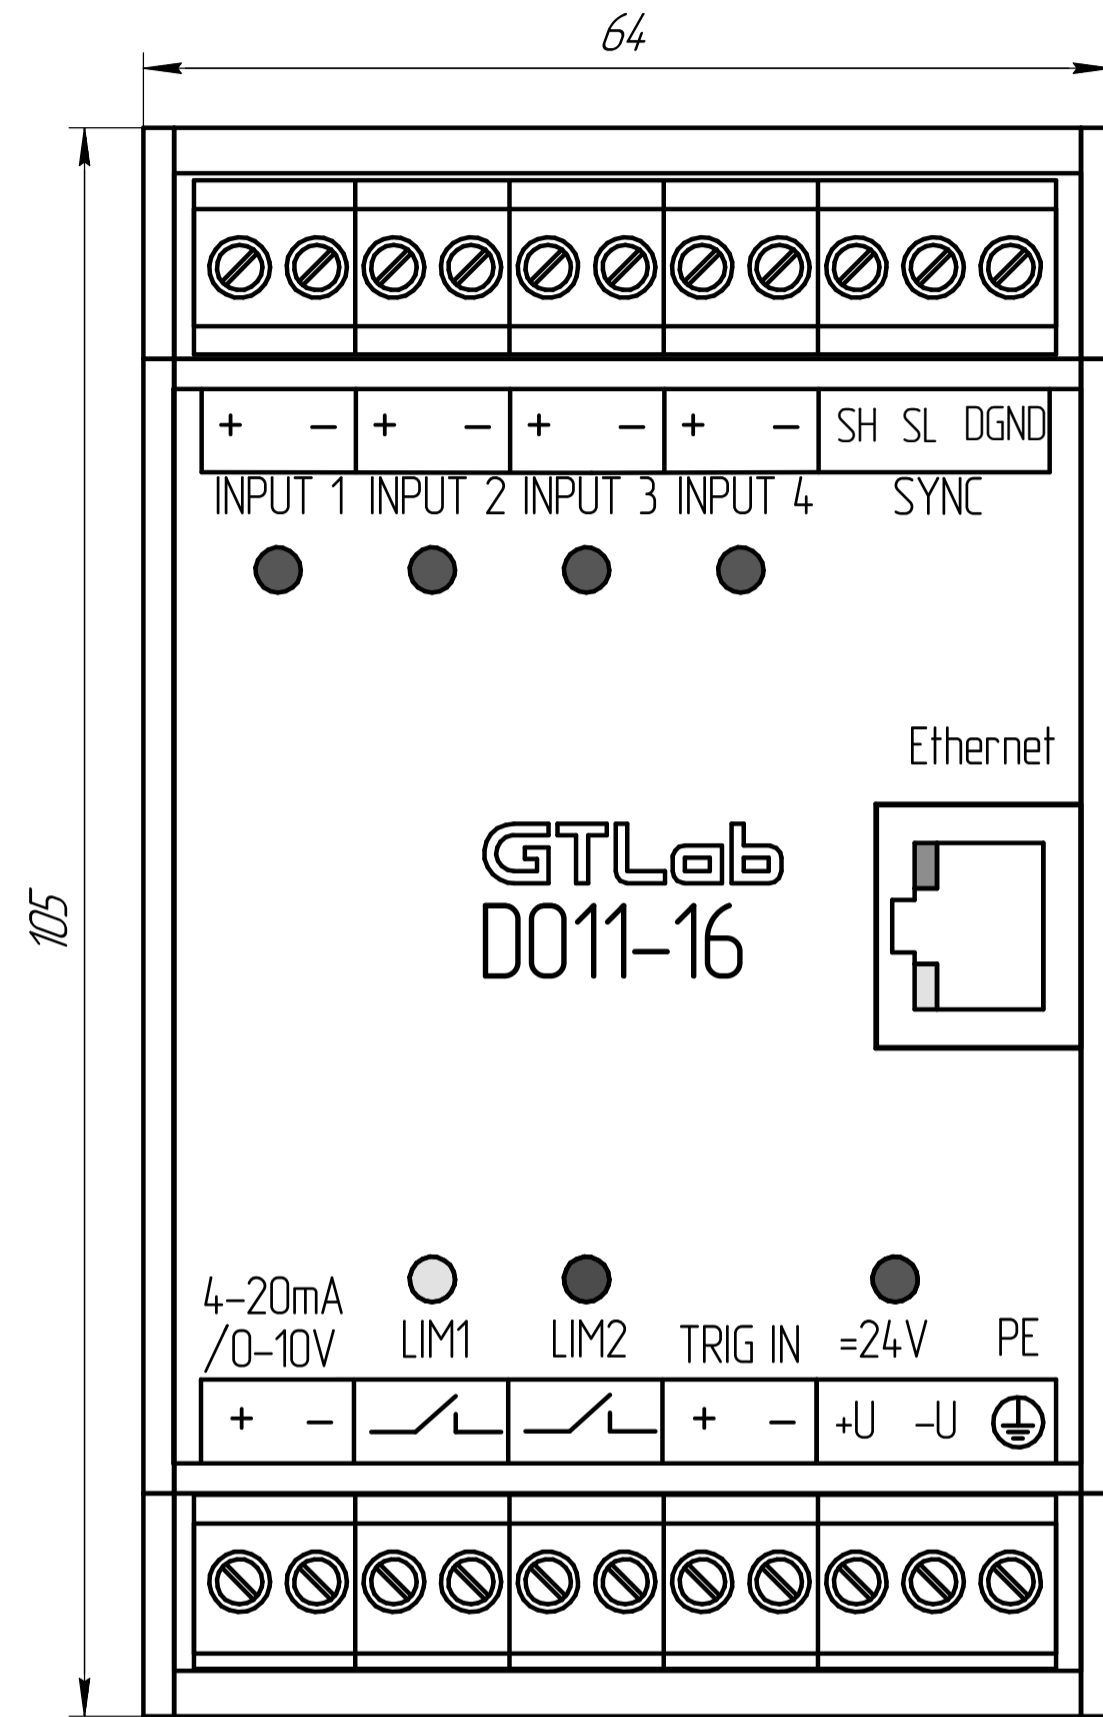 64
105
+ − + − + − + − SH SL DGND
INPUT 1 INPUT 2 INPUT 3 INPUT 4 SYNC
Ethernet
GTLab
D011-16
4-20mA
/0-10V LIM1 LIM2 TRIG IN =24V PE
+ − + − +U -U